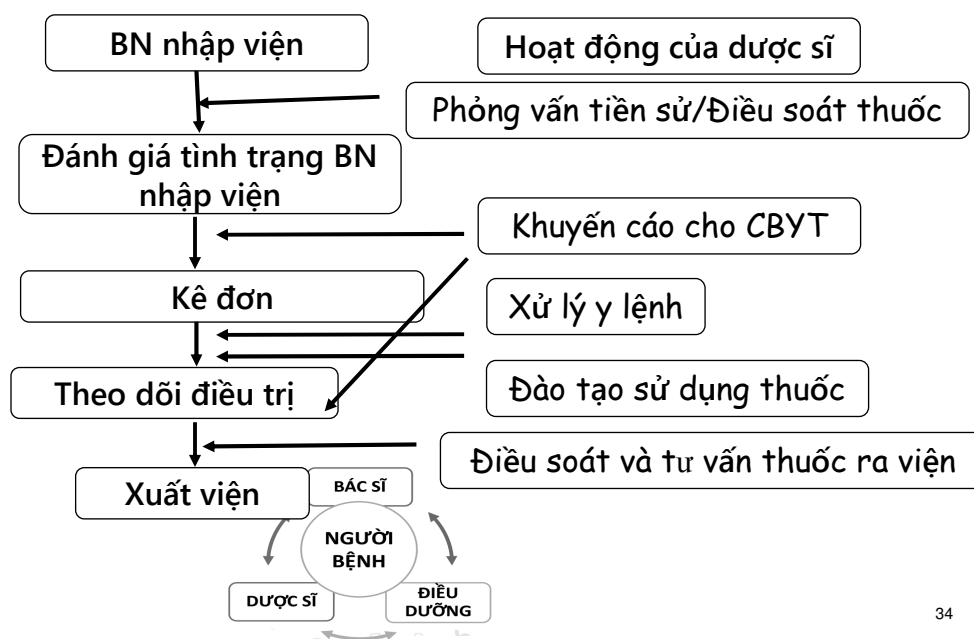 BN nhập viện
Hoạt động của dược sĩ
Phỏng vấn tiền sử/Điều soát thuốc
Đánh giá tình trạng BN
nhập viện
Khuyến cáo cho CBYT
Kê đơn
Xử lý y lệnh
Theo dõi điều trị
Đào tạo sử dụng thuốc
Điều soát và tư vấn thuốc ra viện
Xuất viện
BÁC SĨ
NGƯỜI
BỆNH
DƯỢC SĨ
ĐIỀU
DƯỠNG
34